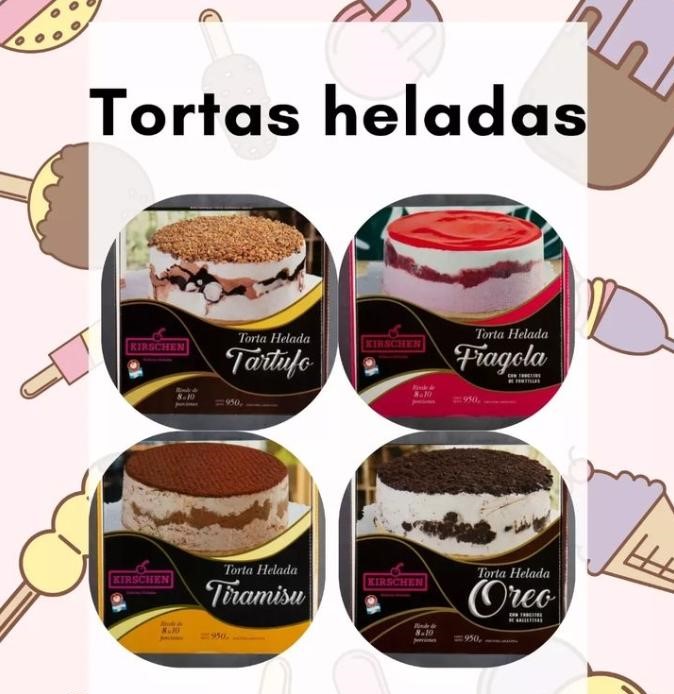 Tortas heladas
KIRSCHEN
Torta Helada
Tartufo
Rinde de
8 a 10
porciones
950g
KIRSCHEN
Torta Helada
Fragola
CON TROCITOS
DE FRUTILLAS
Rinde de
8 a 10
porciones
950g
KIRSCHEN
Torta Helada
Tiramisu
Rinde de
8 a 10
porciones
950g
KIRSCHEN
Torta Helada
Oreo
CON TROCITOS
DE GALLETITAS
Rinde de
8 a 10
porciones
950g